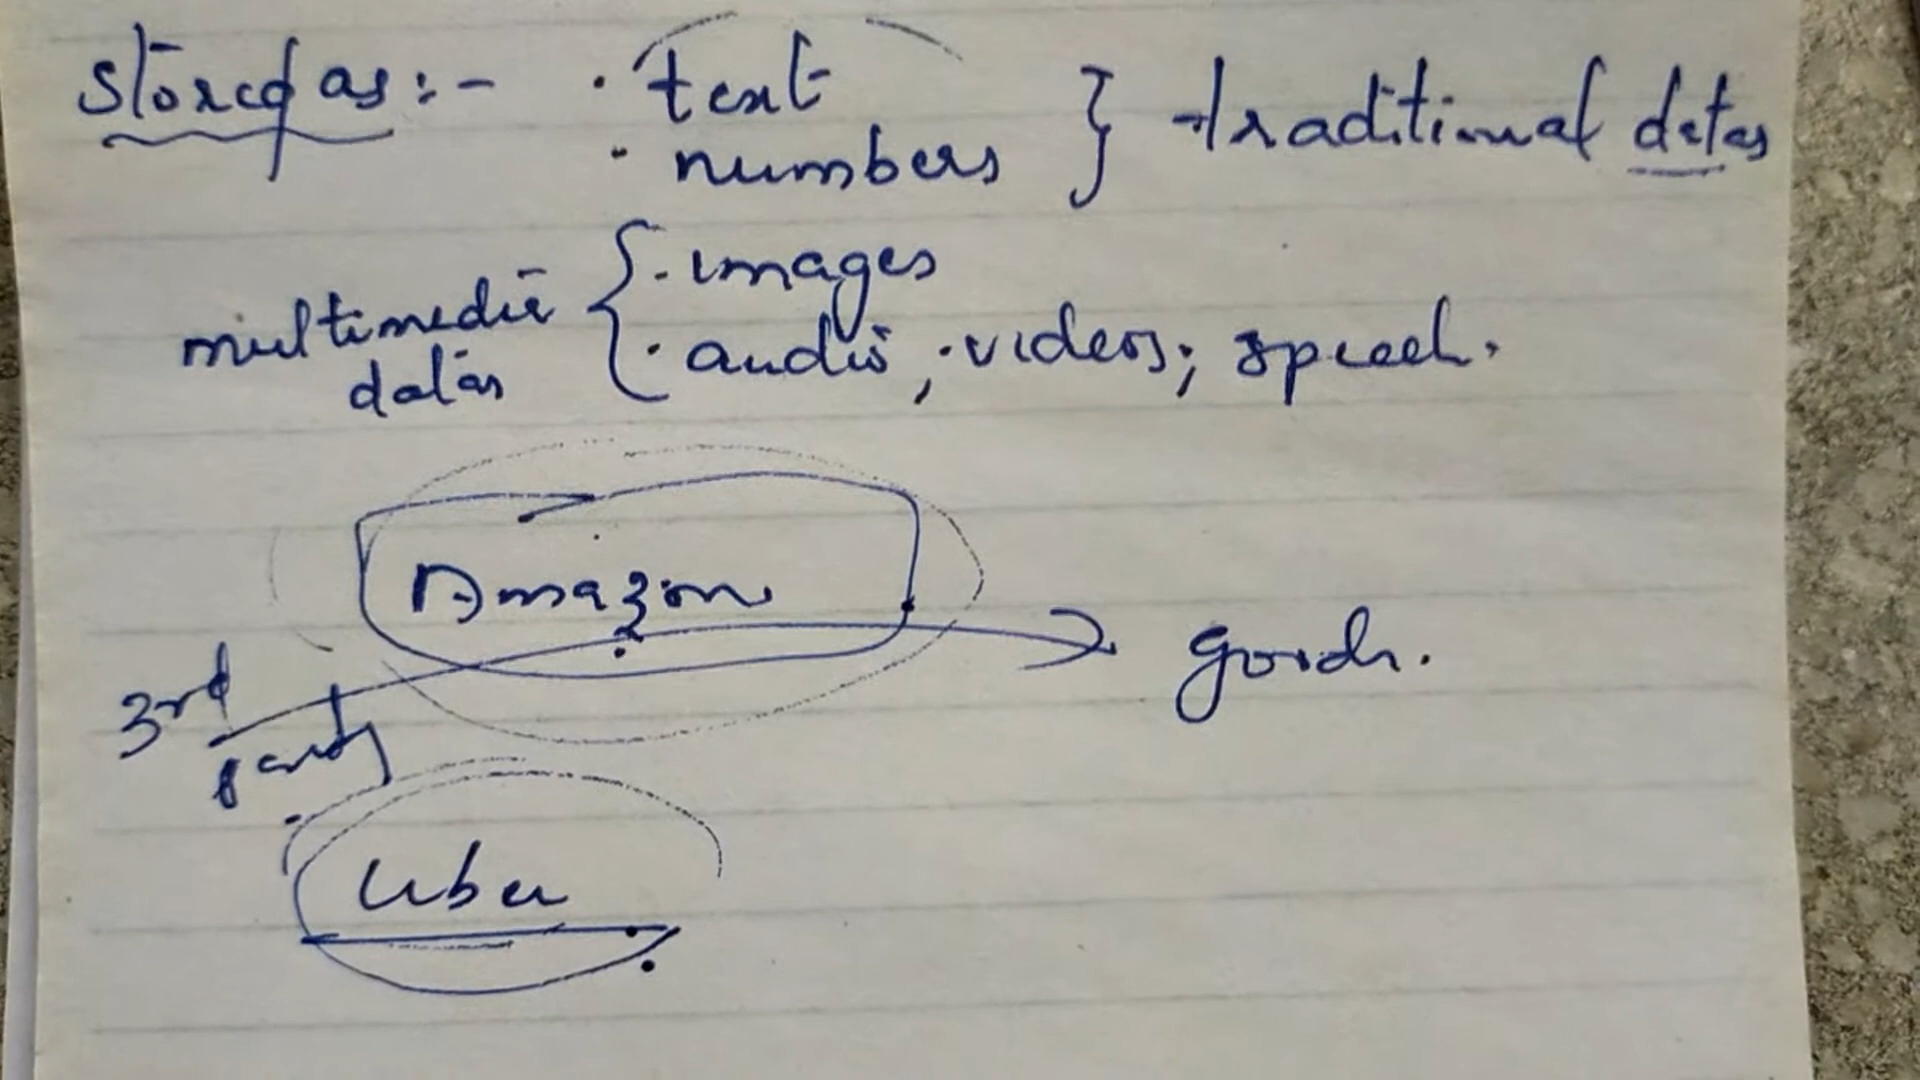 Stored as :- • text
• numbers } traditional datas
multimedia datas { • images
• audio, • videos; speech.
Amazon
3rd party → goods.
Uber